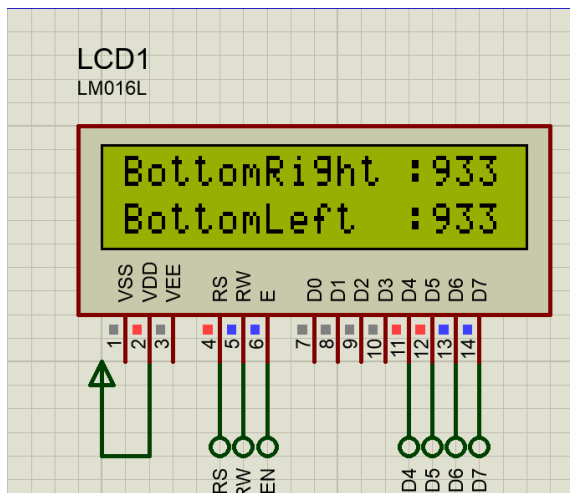 LCD1
LM016L
BottomRight :933
BottomLeft :933
VSS VDD VEE RS RW E D0 D1 D2 D3 D4 D5 D6 D7
1 2 3 4 5 6 7 8 9 10 11 12 13 14
RS RW EN D4 D5 D6 D7